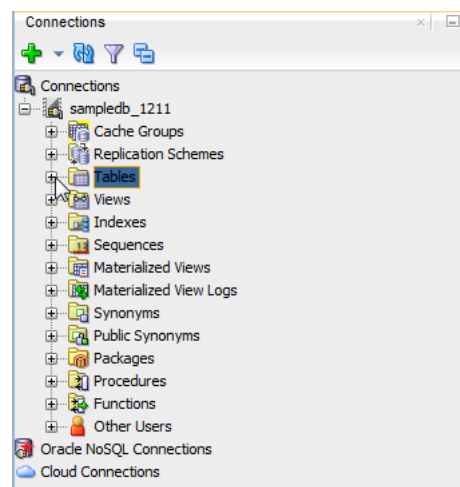 Connections
Connections
sampledb_1211
Cache Groups
Replication Schemes
Tables
Views
Indexes
Sequences
Materialized Views
Materialized View Logs
Synonyms
Public Synonyms
Packages
Procedures
Functions
Other Users
Oracle NoSQL Connections
Cloud Connections